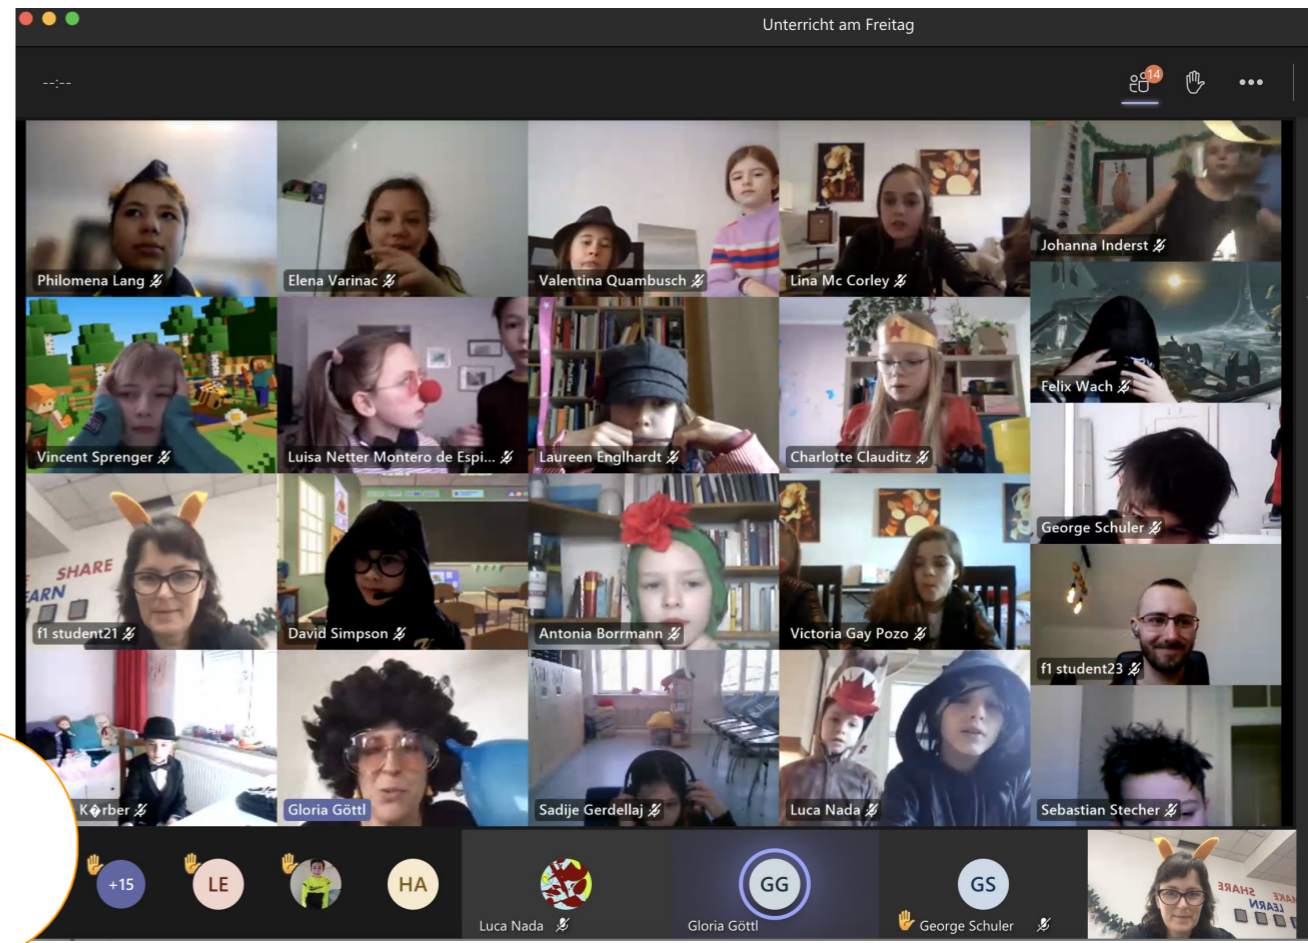 Unterricht am Freitag
--:--
14
Philomena Lang
Elena Varinac
Valentina Quambusch
Lina Mc Corley
Johanna Inderst
Vincent Sprenger
Luisa Netter Montero de Espi...
Laureen Englhardt
Charlotte Clauditz
Felix Wach
George Schuler
SHARE
EARN
f1 student21
David Simpson
Antonia Borrmann
Victoria Gay Pozo
f1 student23
K�rber
Gloria Göttl
Sadije Gerdellaj
Luca Nada
Sebastian Stecher
+15
LE
HA
Luca Nada
GG
Gloria Göttl
GS
George Schuler
MAKE
SHARE
LEARN